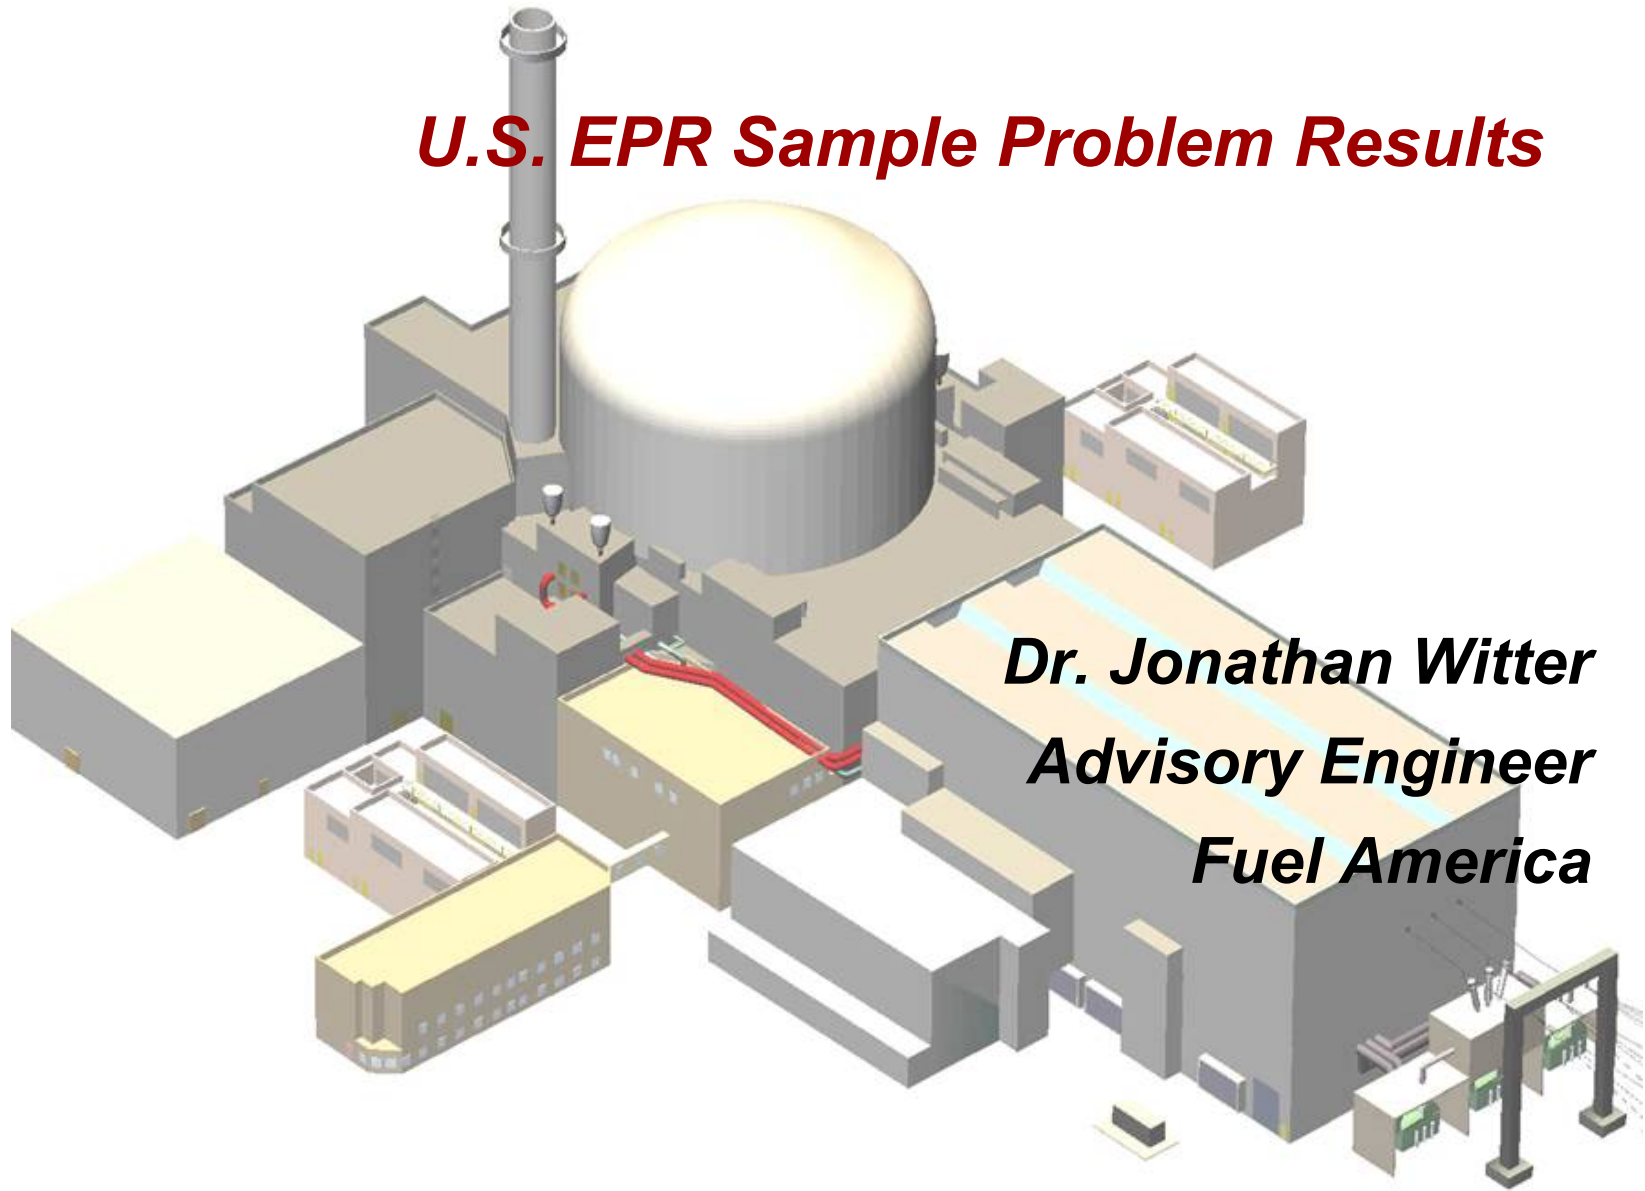 U.S. EPR Sample Problem Results
Dr. Jonathan Witter
Advisory Engineer
Fuel America